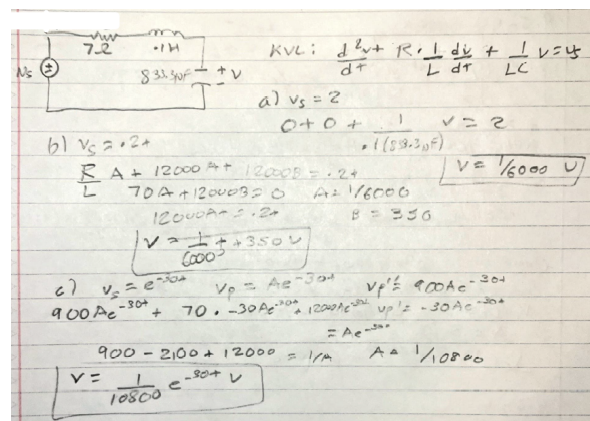 7Ω .1H
Vs 833.3µF + - V
KVL: d²v/dt + R · 1/L dv/dt + 1/LC v = vs
a) vs = 2
0 + 0 + 1/.1(833.3µF) v = 2
v = 1/6000 V
b) vs = .2t
R/L A + 12000At + 12000B = .2t
70A + 12000B = 0 A = 1/6000
12000At = .2t B = 350
V = 1/6000 t + 350 V
c) vs = e^-30t vp = Ae^-30t vp'' = 900Ae^-30t
900Ae^-30t + 70 · -30Ae^-30t + 12000Ae^-30t vp' = -30Ae^-30t
= Ae^-30t
900 - 2100 + 12000 = 1/A A = 1/10800
V = 1/10800 e^-30t V